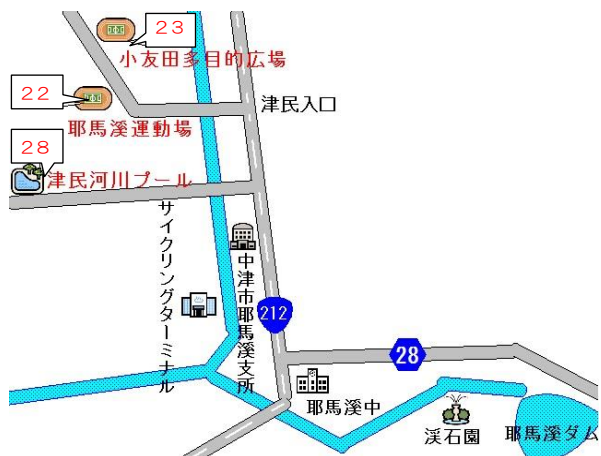 23
小友田多目的広場
22
津民入口
耶馬溪運動場
28
津民河川プール
サイクリングターミナル
中津市耶馬溪支所
212
28
耶馬溪中
渓石園
耶馬溪ダム